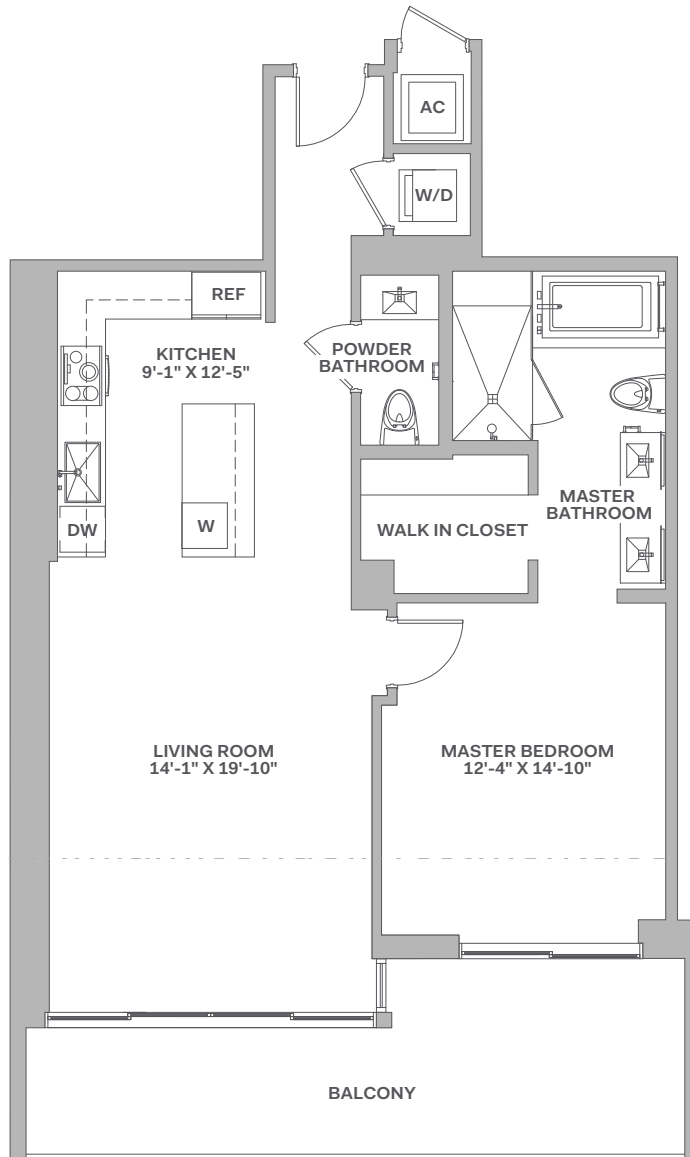 AC
W/D
REF
KITCHEN
9'-1" X 12'-5"
POWDER
BATHROOM
DW
W
WALK IN CLOSET
MASTER
BATHROOM
LIVING ROOM
14'-1" X 19'-10"
MASTER BEDROOM
12'-4" X 14'-10"
BALCONY